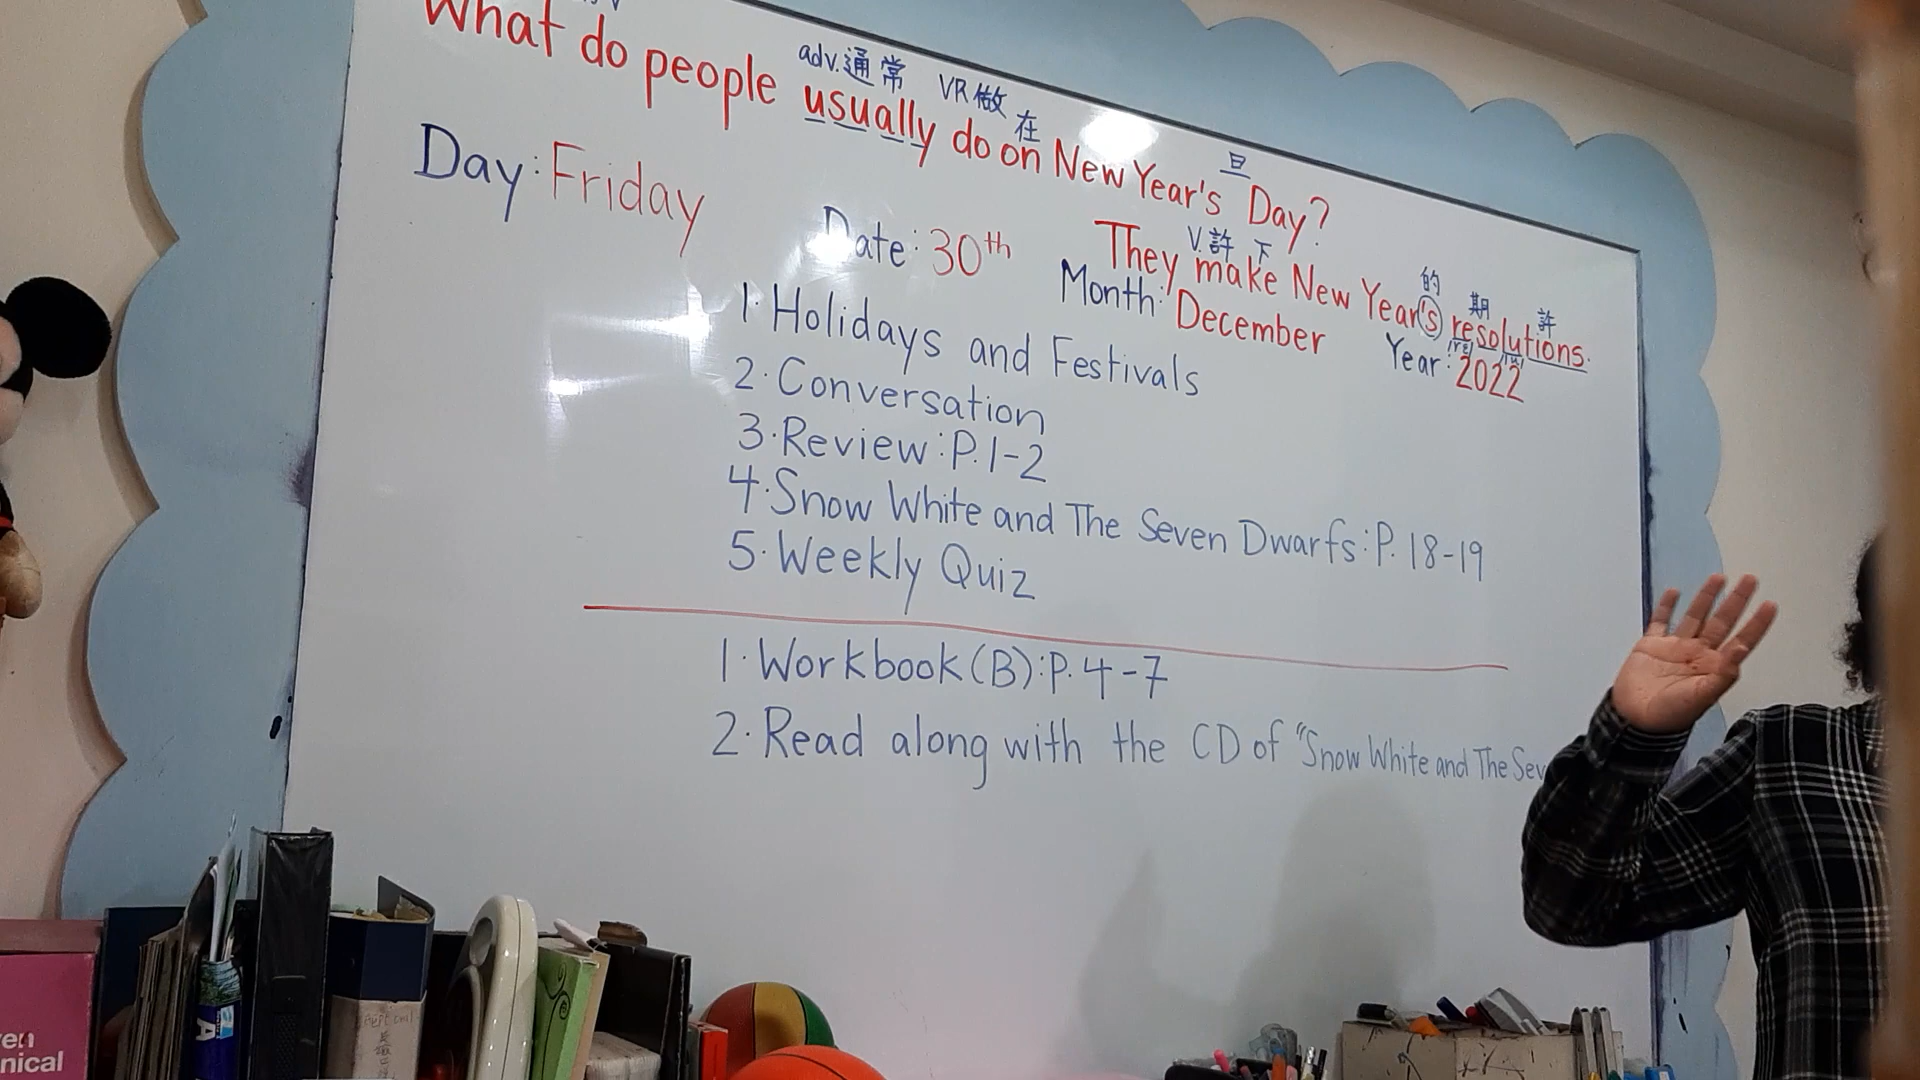 What do people usually do on New Year's Day?
adv.通常 VR做 在 旦
Day:Friday
Date:30th
They make New Year's resolutions.
V.許下 的 期 許
Month:December
Year:2022
1.Holidays and Festivals
2.Conversation
3.Review:P.1-2
4.Snow White and The Seven Dwarfs:P.18-19
5.Weekly Quiz
1.Workbook(B):P.4-7
2.Read along with the CD of "Snow White and The Sev